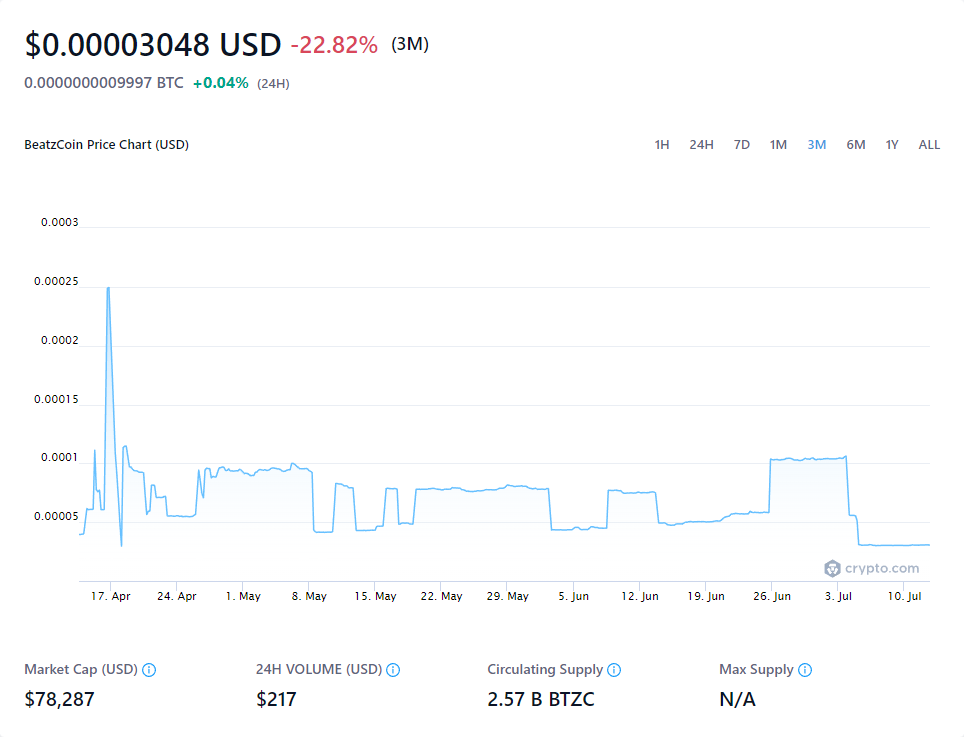 $0.00003048 USD -22.82% (3M)
0.0000000009997 BTC +0.04% (24H)
BeatzCoin Price Chart (USD) 1H 24H 7D 1M 3M 6M 1Y ALL
0.0003
0.00025
0.0002
0.00015
0.0001
0.00005
crypto.com
17. Apr 24. Apr 1. May 8. May 15. May 22. May 29. May 5. Jun 12. Jun 19. Jun 26. Jun 3. Jul 10. Jul
Market Cap (USD) 24H VOLUME (USD) Circulating Supply Max Supply
$78,287 $217 2.57 B BTZC N/A